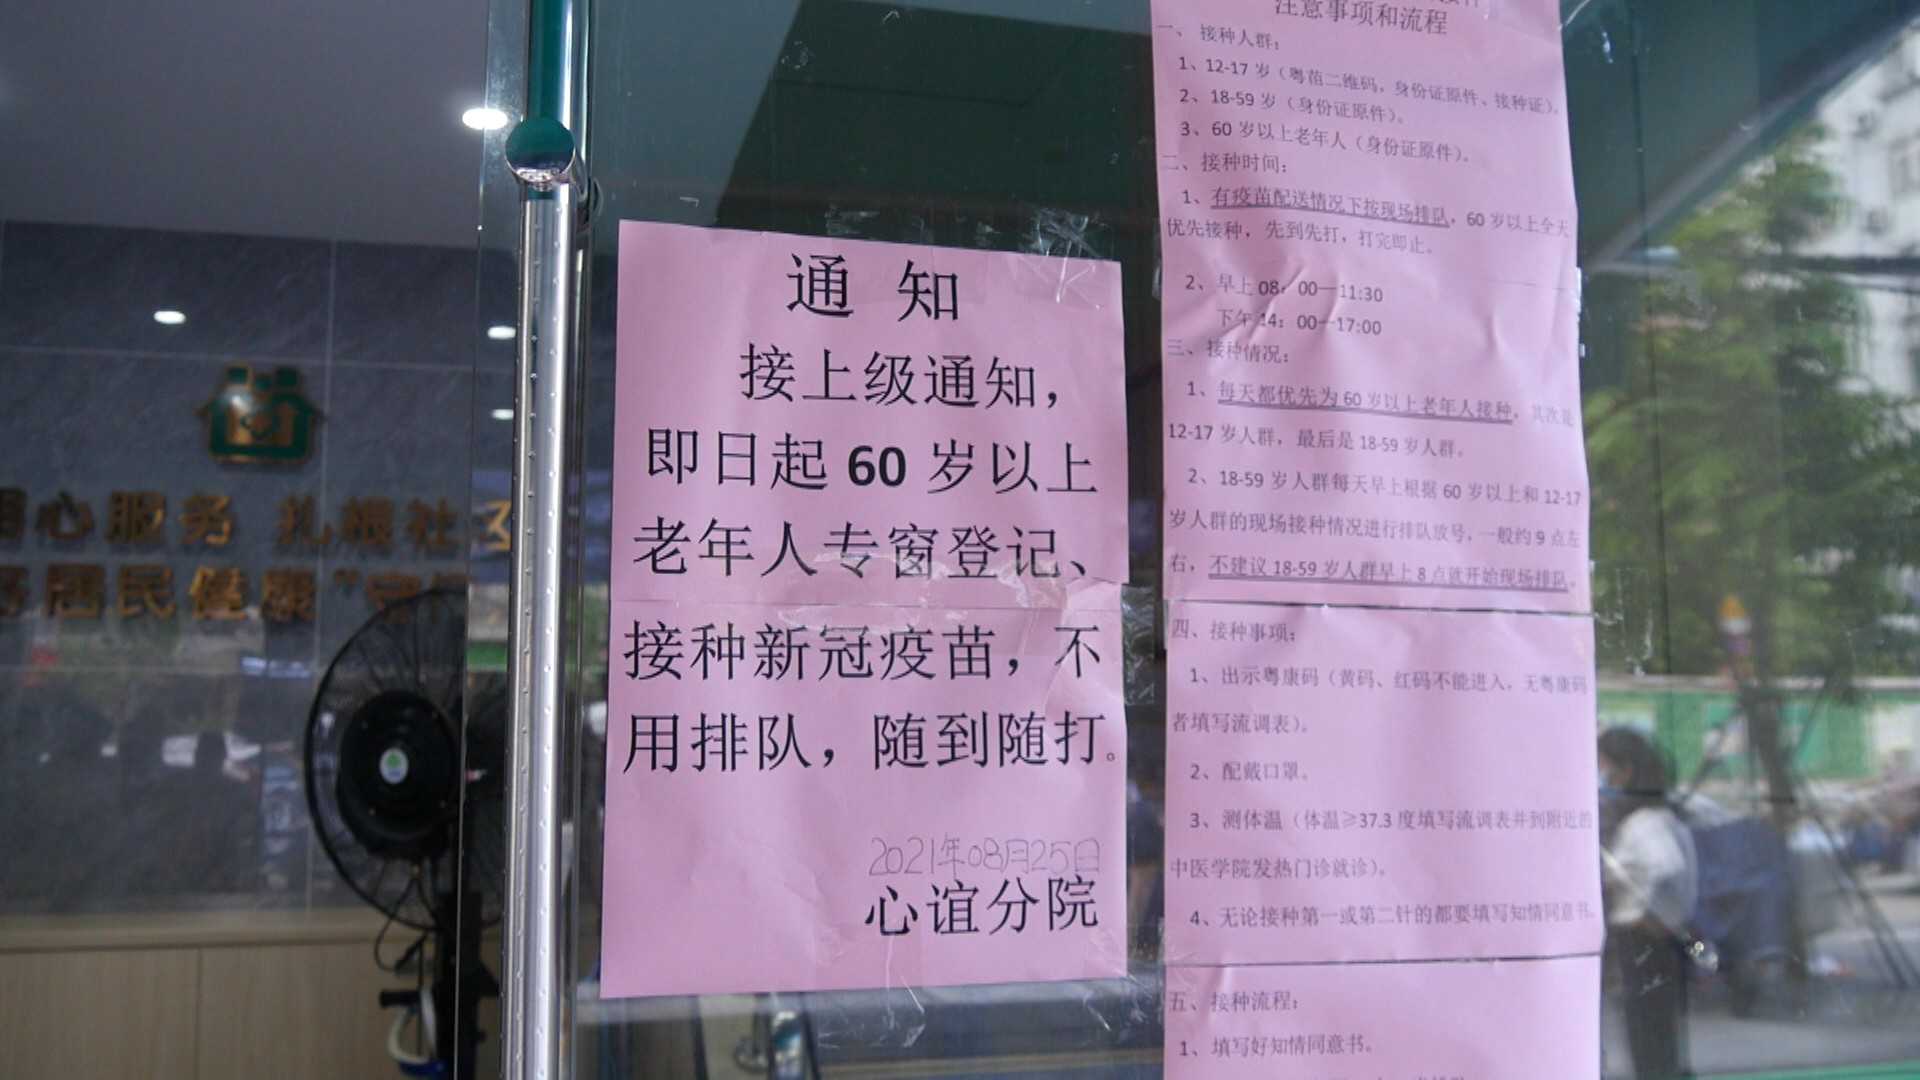 通 知
接上级通知，
即日起 60 岁以上
老年人专窗登记、
接种新冠疫苗，不
用排队，随到随打。
2021年08月25日
心谊分院
注意事项和流程
一、接种人群：
1、12-17 岁（粤苗二维码，身份证原件、接种证）。
2、18-59 岁（身份证原件）。
3、60 岁以上老年人（身份证原件）。
二、接种时间：
1、有疫苗配送情况下按现场排队，60 岁以上全天
优先接种，先到先打，打完即止。
2、早上 08：00—11:30
下午 14：00—17:00
三、接种情况：
1、每天都优先为 60 岁以上老年人接种，其次是
12-17 岁人群，最后是 18-59 岁人群。
2、18-59 岁人群每天早上根据 60 岁以上和 12-17
岁人群的现场接种情况进行排队放号，一般约 9 点左
右，不建议 18-59 岁人群早上 8 点就开始现场排队。
四、接种事项：
1、出示粤康码（黄码、红码不能进入，无粤康码
者填写流调表）。
2、配戴口罩。
3、测体温（体温≥37.3 度填写流调表并到附近的
中医学院发热门诊就诊）。
4、无论接种第一或第二针的都要填写知情同意书。
五、接种流程：
1、填写好知情同意书。
用心服务 扎根社
居民健康"守